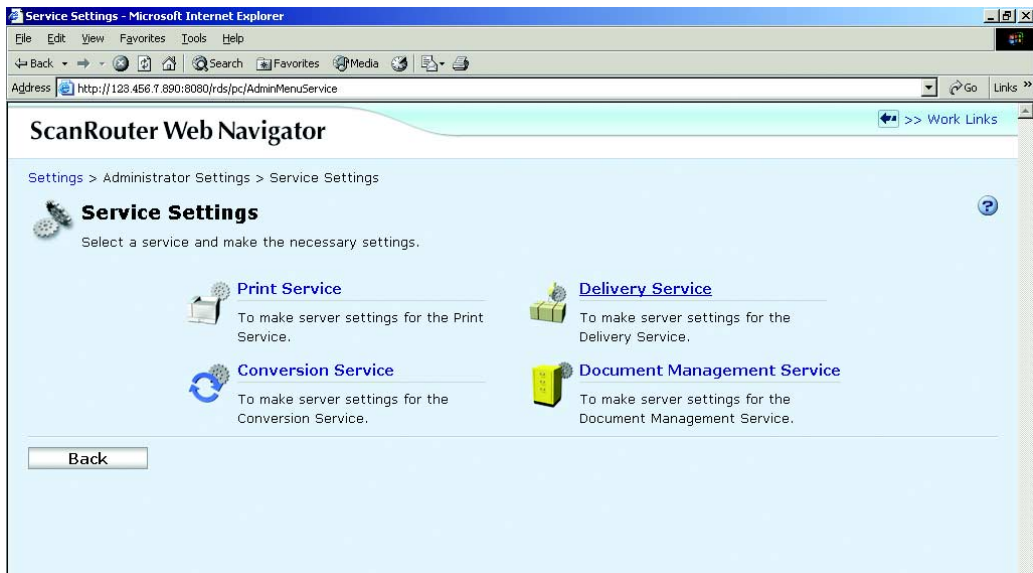 Service Settings - Microsoft Internet Explorer
File Edit View Favorites Tools Help
Back Search Favorites Media
Address http://123.456.7.890:8080/rds/pc/AdminMenuService Go Links »
ScanRouter Web Navigator
>> Work Links
Settings > Administrator Settings > Service Settings
Service Settings
?
Select a service and make the necessary settings.
Print Service
To make server settings for the Print
Service.
Delivery Service
To make server settings for the
Delivery Service.
Conversion Service
To make server settings for the
Conversion Service.
Document Management Service
To make server settings for the
Document Management Service.
Back